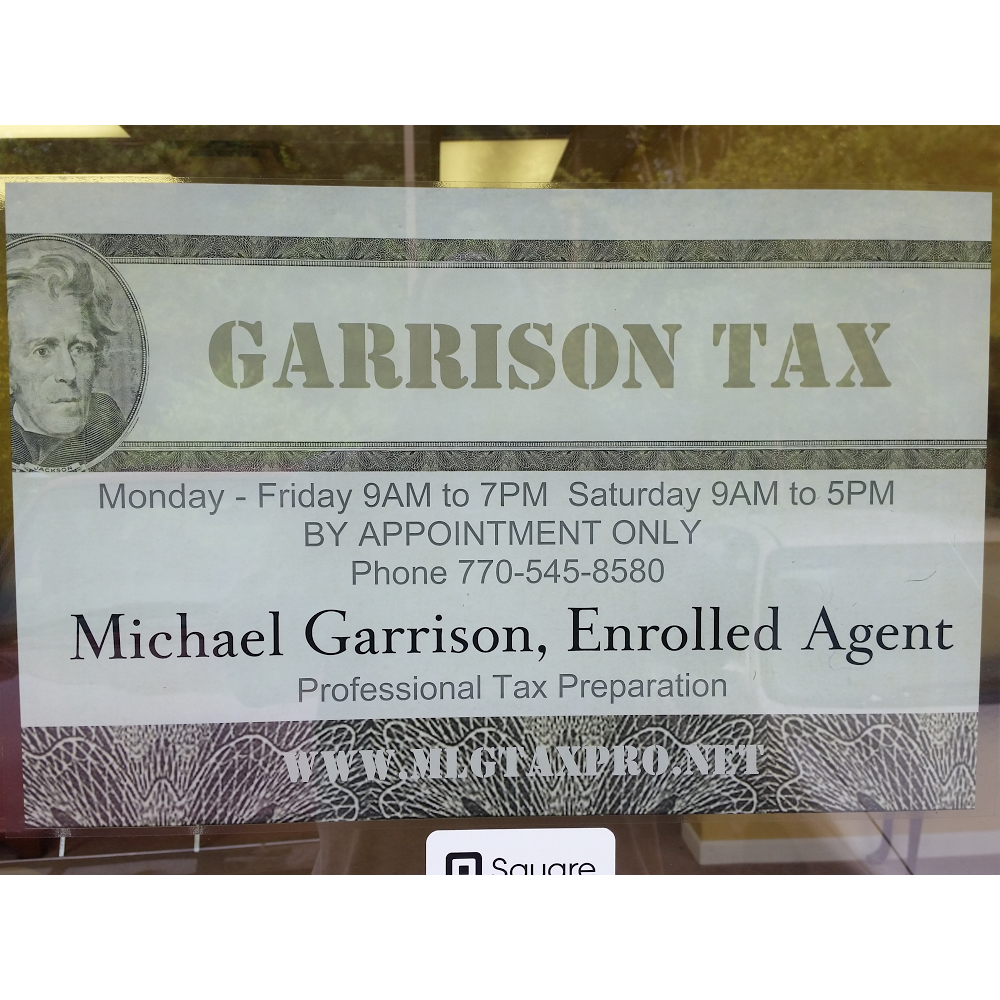 GARRISON TAX
JACKSON
Monday - Friday 9AM to 7PM  Saturday 9AM to 5PM
BY APPOINTMENT ONLY
Phone 770-545-8580
Michael Garrison, Enrolled Agent
Professional Tax Preparation
WWW.MLGTAXPRO.NET
Square